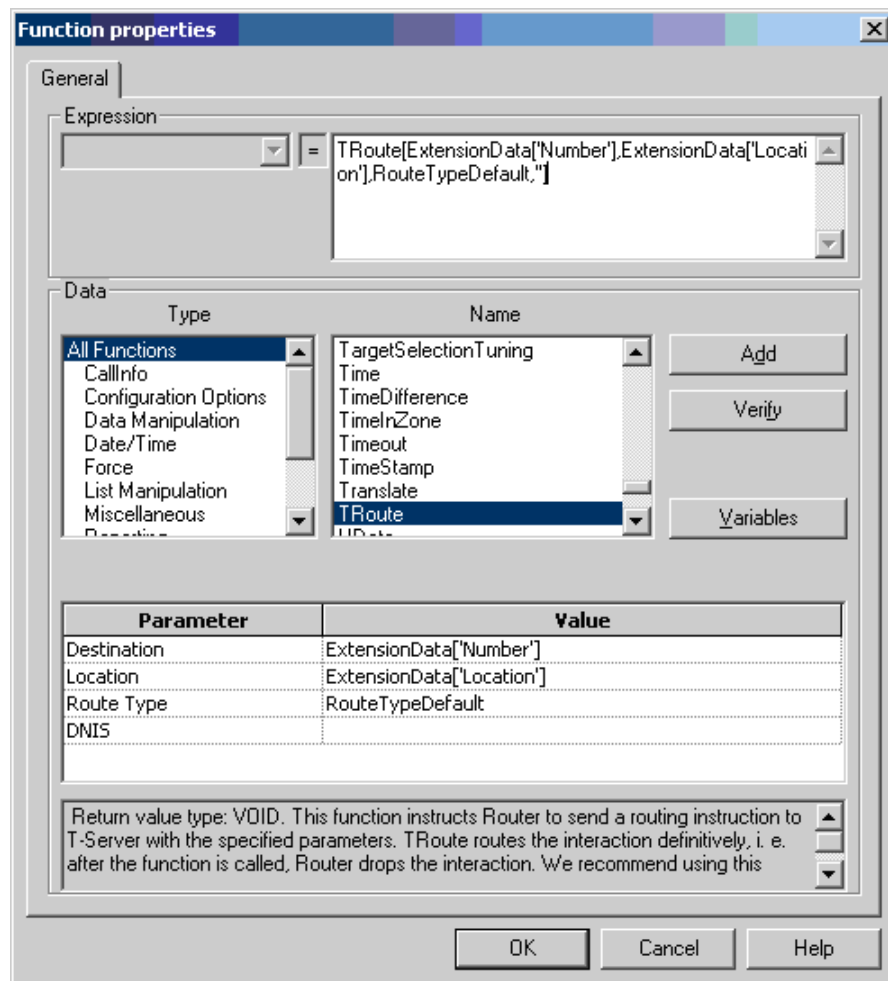 Function properties
General
Expression
=
TRoute[ExtensionData['Number'],ExtensionData['Locati
on'],RouteTypeDefault,'']
Data
Type
Name
All Functions
CallInfo
Configuration Options
Data Manipulation
Date/Time
Force
List Manipulation
Miscellaneous
TargetSelectionTuning
Time
TimeDifference
TimeInZone
Timeout
TimeStamp
Translate
TRoute
Add
Verify
Variables
Parameter Value
Destination ExtensionData['Number']
Location ExtensionData['Location']
Route Type RouteTypeDefault
DNIS
Return value type: VOID. This function instructs Router to send a routing instruction to
T-Server with the specified parameters. TRoute routes the interaction definitively, i. e.
after the function is called, Router drops the interaction. We recommend using this
OK Cancel Help